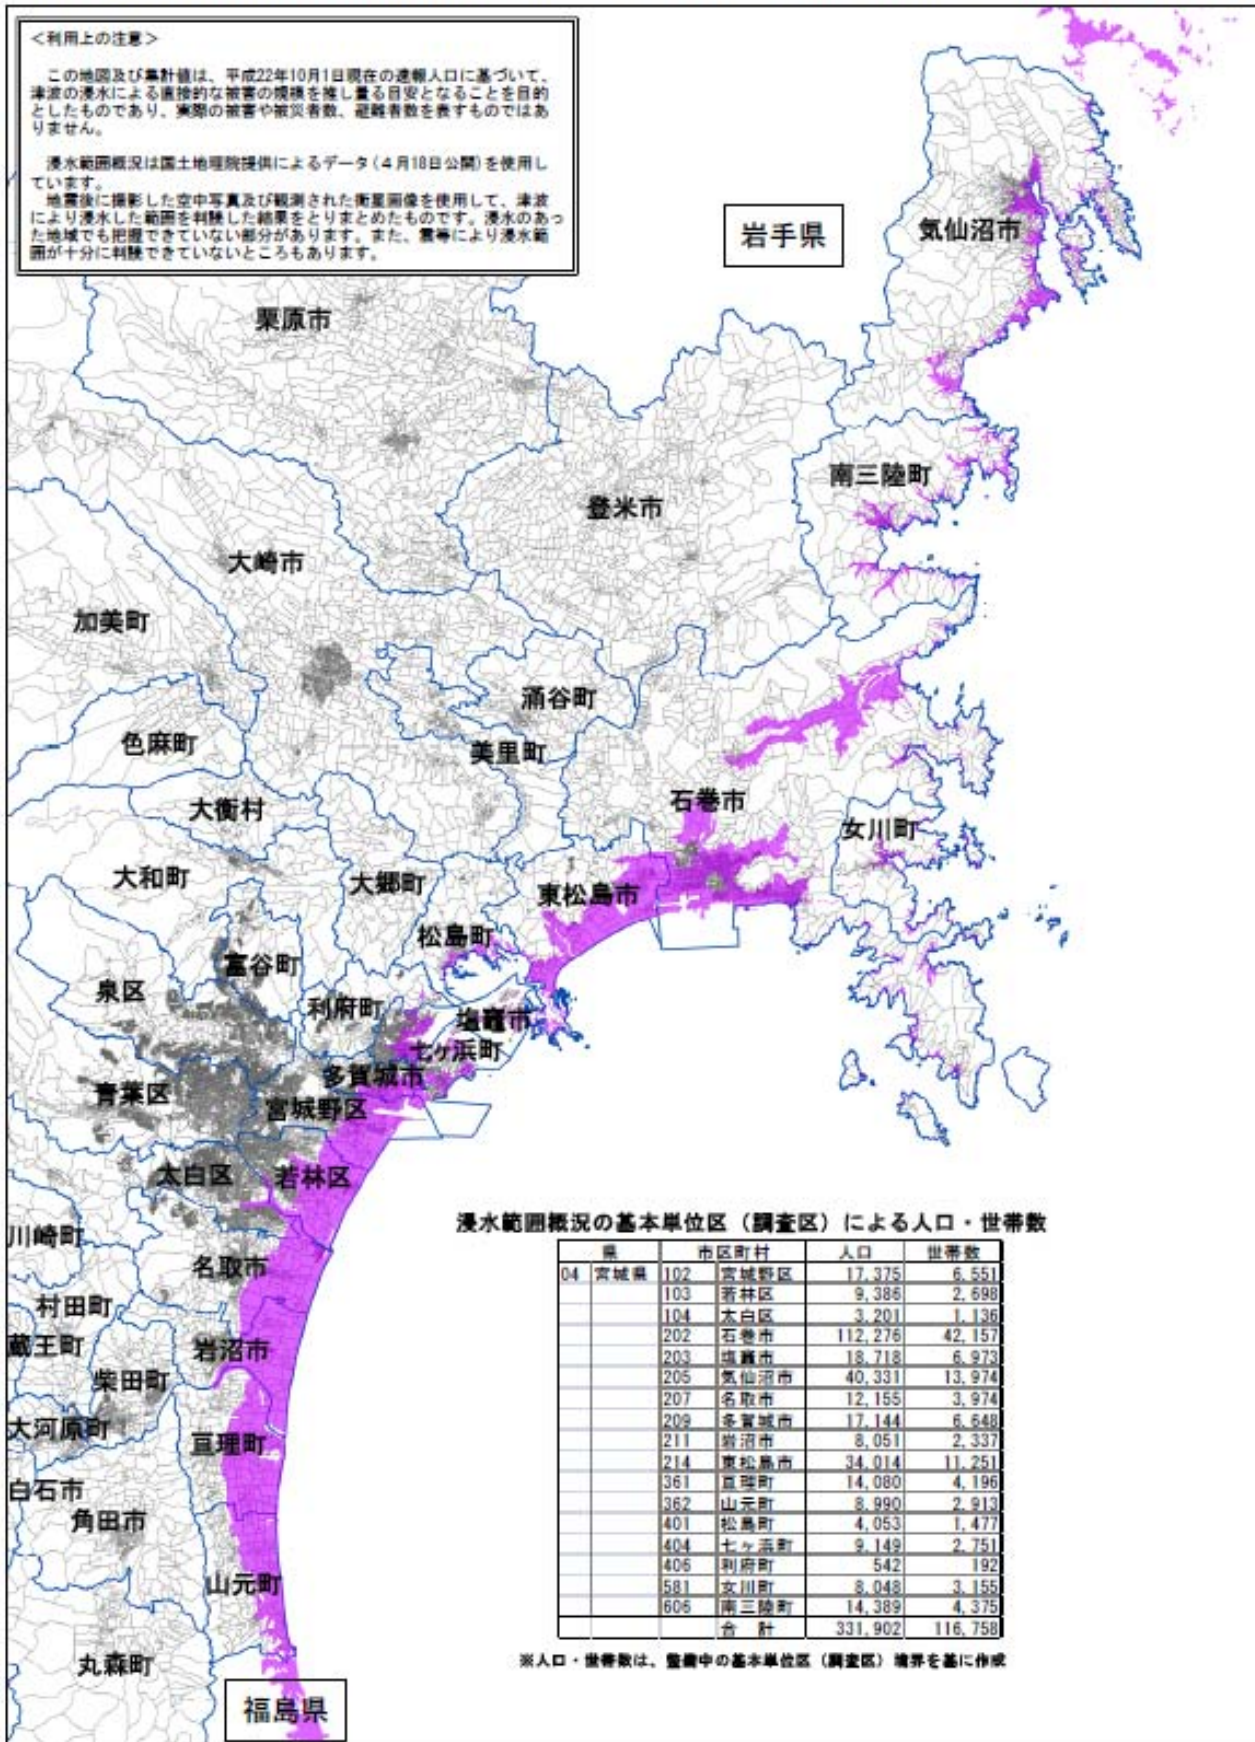 ＜利用上の注意＞
この地図及び集計値は、平成22年10月1日現在の速報人口に基づいて、
津波の浸水による直接的な被害の規模を推し量る目安となることを目的
としたものであり、実際の被害や被災者数、避難者数を表すものではあ
りません。
浸水範囲概況は国土地理院提供によるデータ(４月18日公開)を使用し
ています。
地震後に撮影した空中写真及び観測された衛星画像を使用して、津波
により浸水した範囲を判読した結果をとりまとめたものです。浸水のあっ
た地域でも把握できていない部分があります。また、雲等により浸水範
囲が十分に判読できていないところもあります。
岩手県
気仙沼市
栗原市
南三陸町
登米市
大崎市
加美町
涌谷町
色麻町
美里町
大衡村
石巻市
女川町
大和町
大郷町
東松島市
松島町
富谷町
泉区
利府町
塩竈市
七ヶ浜町
多賀城市
青葉区
宮城野区
太白区
若林区
川崎町
名取市
村田町
蔵王町
岩沼市
柴田町
大河原町
亘理町
白石市
角田市
山元町
丸森町
福島県
浸水範囲概況の基本単位区（調査区）による人口・世帯数
県 市区町村 人口 世帯数
04 宮城県 102 宮城野区 17,375 6,551
103 若林区 9,386 2,698
104 太白区 3,201 1,136
202 石巻市 112,276 42,157
203 塩竈市 18,718 6,973
205 気仙沼市 40,331 13,974
207 名取市 12,155 3,974
209 多賀城市 17,144 6,648
211 岩沼市 8,051 2,337
214 東松島市 34,014 11,251
361 亘理町 14,080 4,196
362 山元町 8,990 2,913
401 松島町 4,053 1,477
404 七ヶ浜町 9,149 2,751
406 利府町 542 192
581 女川町 8,048 3,155
606 南三陸町 14,389 4,375
合 計 331,902 116,758
※人口・世帯数は、整備中の基本単位区（調査区）境界を基に作成